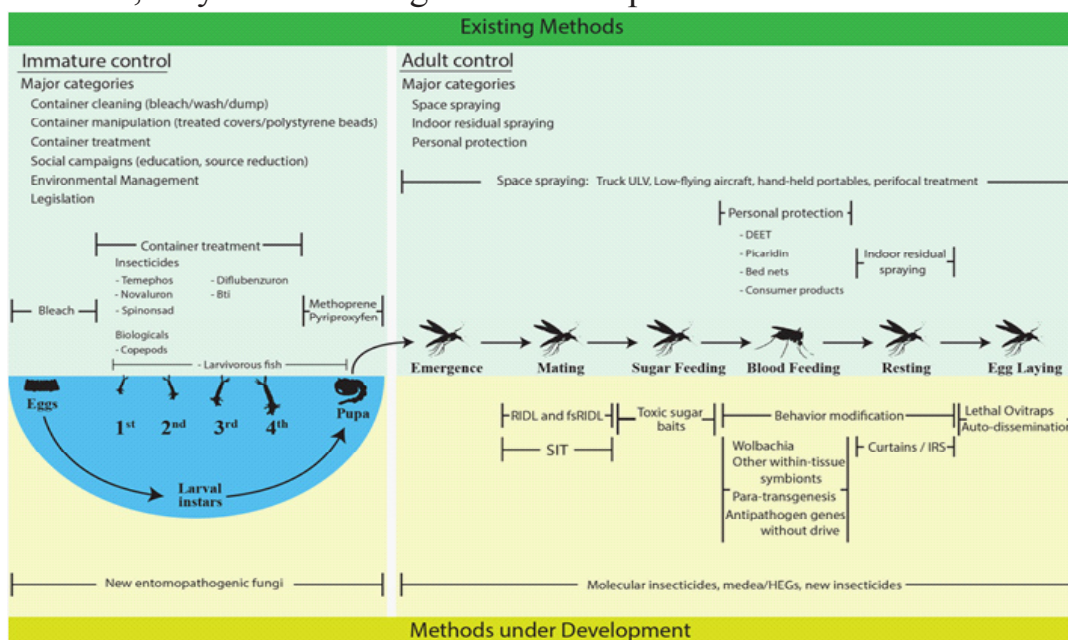 Existing Methods
Immature control
Major categories
Container cleaning (bleach/wash/dump)
Container manipulation (treated covers/polystyrene beads)
Container treatment
Social campaigns (education, source reduction)
Environmental Management
Legislation
Container treatment
Insecticides
- Temephos
- Novaluron
- Spinonsad
- Diflubenzuron
- Bti
Biologicals
- Copepods
- Larvivorous fish
Bleach
Methoprene
Pyriproxyfen
Eggs
1st
2nd
3rd
4th
Pupa
Larval
instars
New entomopathogenic fungi
Adult control
Major categories
Space spraying
Indoor residual spraying
Personal protection
Space spraying: Truck ULV, Low-flying aircraft, hand-held portables, perifocal treatment
Personal protection
- DEET
- Picaridin
- Bed nets
- Consumer products
Indoor residual
spraying
Emergence
Mating
Sugar Feeding
Blood Feeding
Resting
Egg Laying
RIDL and fsRIDL
SIT
Toxic sugar
baits
Behavior modification
Wolbachia
Other within-tissue
symbionts
Para-transgenesis
Antipathogen genes
without drive
Curtains / IRS
Lethal Ovitraps
Auto-dissemination
Molecular insecticides, medea/HEGs, new insecticides
Methods under Development